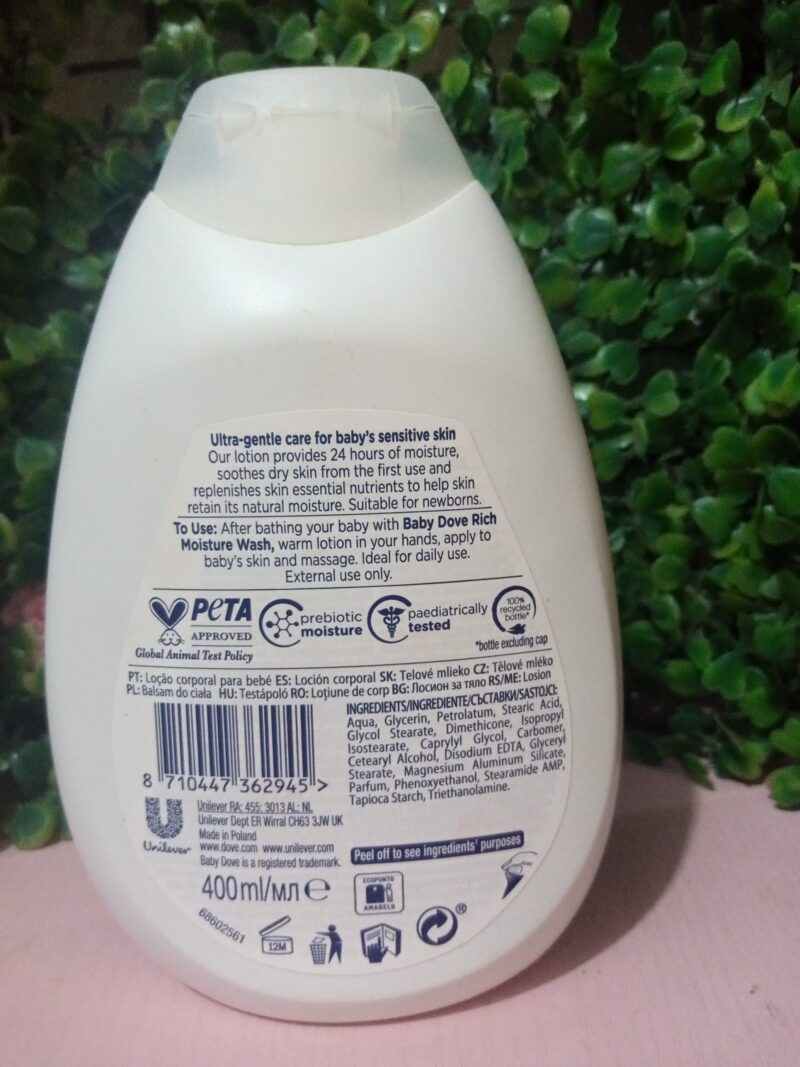 Ultra-gentle care for baby's sensitive skin
Our lotion provides 24 hours of moisture,
soothes dry skin from the first use and
replenishes skin essential nutrients to help skin
retain its natural moisture. Suitable for newborns.
To Use: After bathing your baby with Baby Dove Rich
Moisture Wash, warm lotion in your hands, apply to
baby's skin and massage. Ideal for daily use.
External use only.
PeTA
APPROVED
Global Animal Test Policy
prebiotic
moisture
paediatrically
tested
100%
recycled
bottle*
*bottle excluding cap
PT: Loção corporal para bebé ES: Loción corporal SK: Telové mlieko CZ: Tělové mléko
PL: Balsam do ciała HU: Testápoló RO: Loțiune de corp BG: Лосион за тяло RS/ME: Losion
INGREDIENTS/INGREDIENTE/СЪСТАВКИ/SASTOJCI:
Aqua, Glycerin, Petrolatum, Stearic Acid,
Glycol Stearate, Dimethicone, Isopropyl
Isostearate, Caprylyl Glycol, Carbomer,
Cetearyl Alcohol, Disodium EDTA, Glyceryl
Stearate, Magnesium Aluminum Silicate,
Parfum, Phenoxyethanol, Stearamide AMP,
Tapioca Starch, Triethanolamine.
8 710447 362945 >
Unilever
Unilever RA: 455: 3013 AL: NL
Unilever Dept ER Wirral CH63 3JW UK
Made in Poland
www.dove.com www.unilever.com
Baby Dove is a registered trademark.
Peel off to see ingredients' purposes
400ml/мл e
ECOPONTO
AMARELO
68602561
12M
®